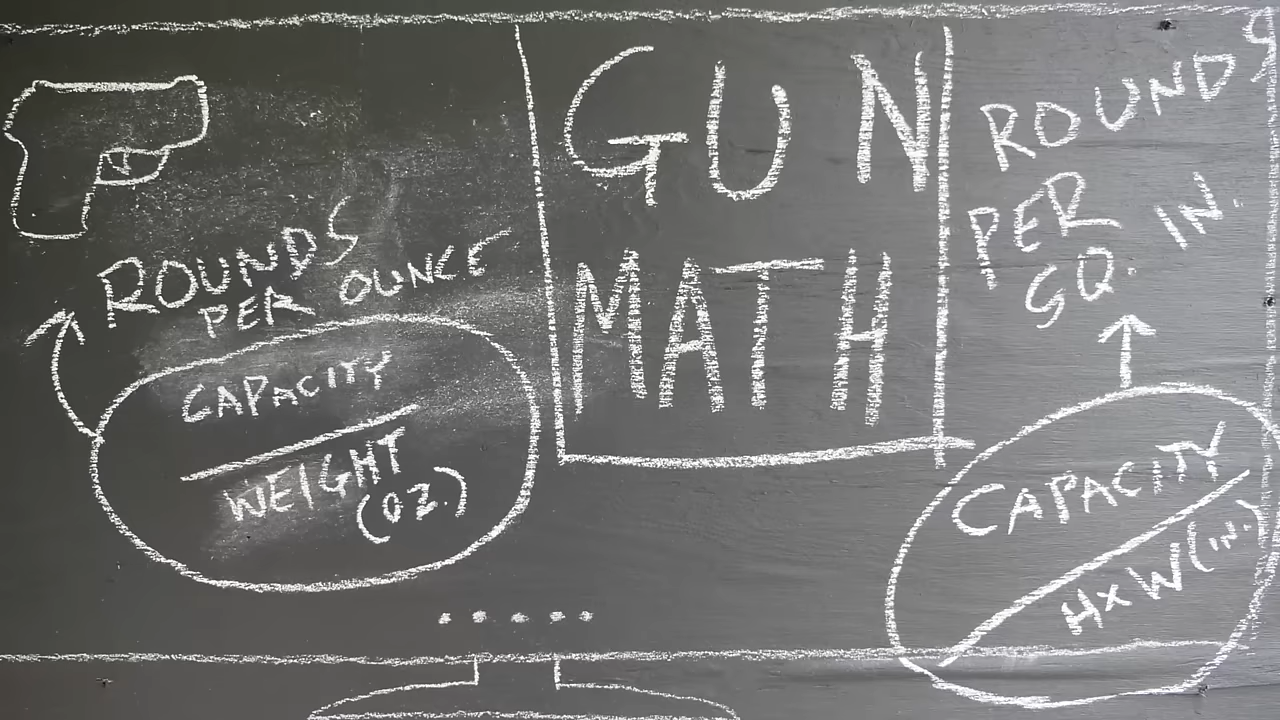 GUN
MATH
ROUNDS
PER OUNCE
CAPACITY
WEIGHT
(OZ.)
ROUNDS
PER
SQ. IN.
CAPACITY
HXW(IN.)